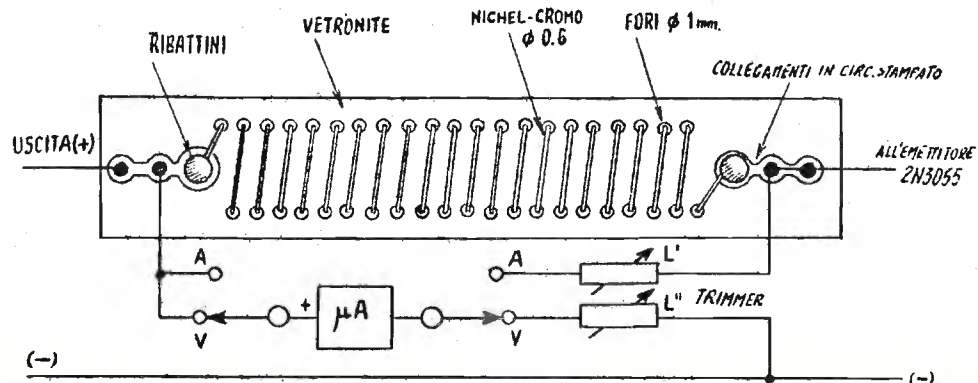 RIBATTINI
VETRONITE
NICHEL-CROMO
ϕ 0.6
FORI ϕ 1mm.
COLLEGAMENTI IN CIRC. STAMPATO
USCITA(+)
ALL'EMETTITORE
2N3055
A
A
L'
+
μA
L"
TRIMMER
V
V
(−)
(−)